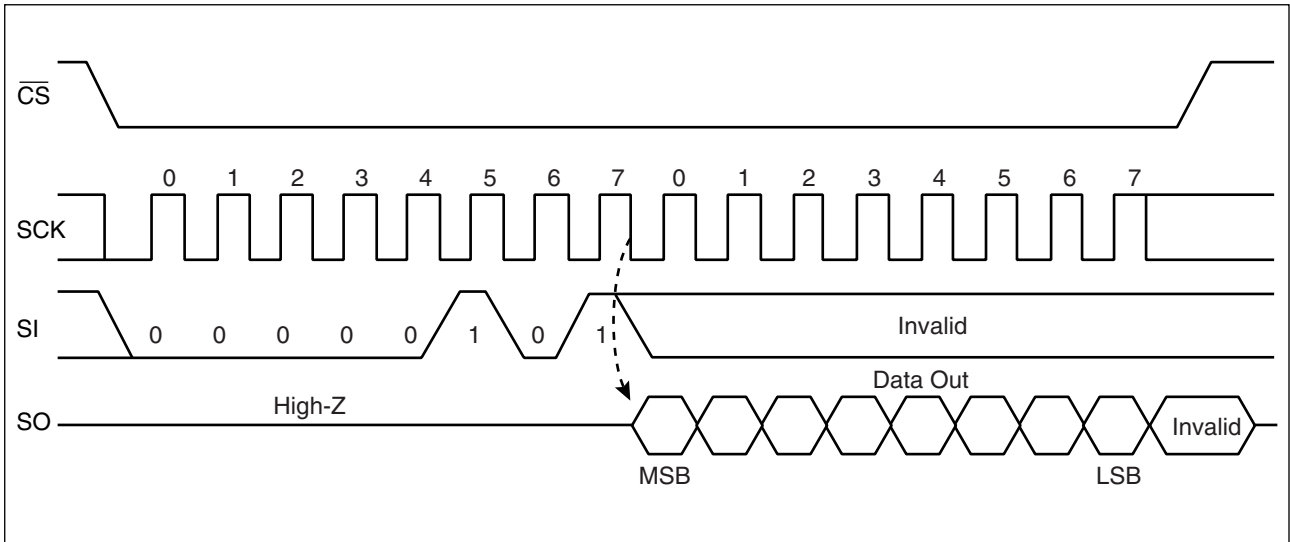 CS
0 1 2 3 4 5 6 7 0 1 2 3 4 5 6 7
SCK
SI
0 0 0 0 0 1 0 1
Invalid
Data Out
High-Z
SO
Invalid
MSB
LSB